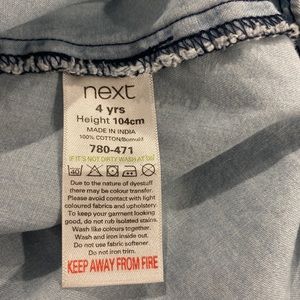 next
4 yrs
Height 104cm
MADE IN INDIA
100% COTTON/
780-471
IF IT'S NOT DIRTY WASH AT 30
40
Due to the nature of dyestuff
there may be colour transfer.
Please avoid contact with light
coloured fabrics and upholstery.
To keep your garment looking
good, do not rub isolated stains.
Wash like colours together.
Wash and iron inside out.
Do not use fabric softener.
Do not iron trim.
KEEP AWAY FROM FIRE